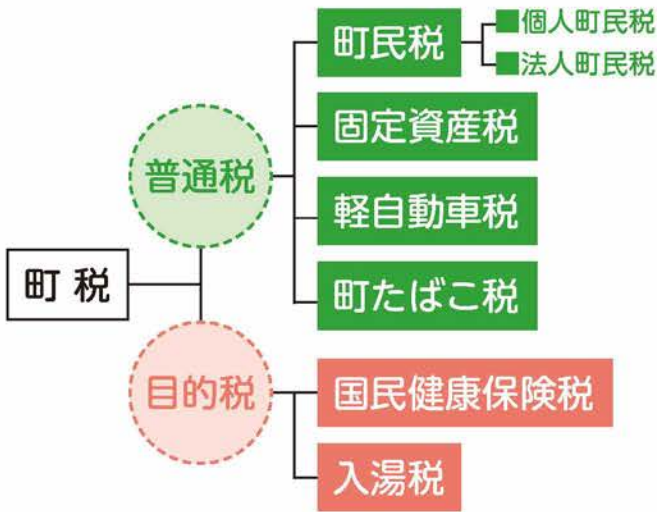 町民税
■個人町民税
■法人町民税
固定資産税
普通税
軽自動車税
町税
町たばこ税
目的税
国民健康保険税
入湯税